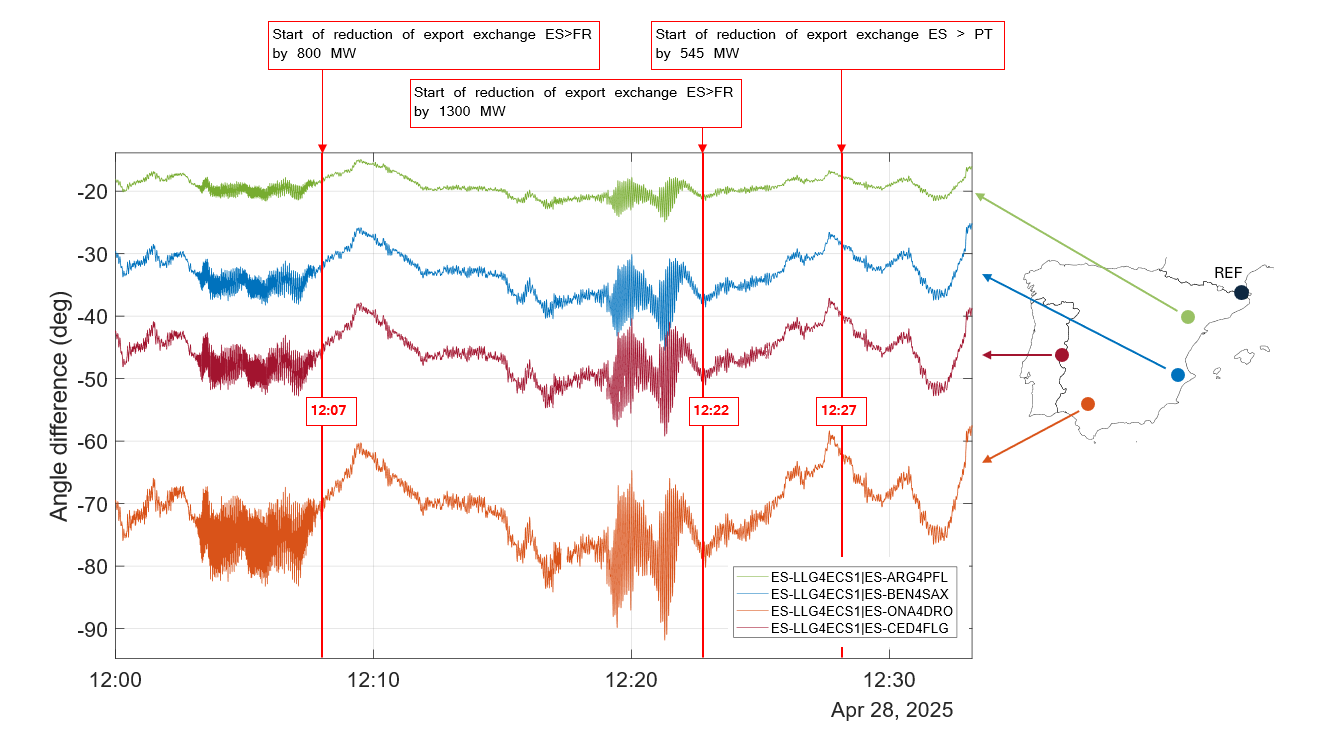 Start of reduction of export exchange ES>FR
by 800 MW
Start of reduction of export exchange ES > PT
by 545 MW
Start of reduction of export exchange ES>FR
by 1300 MW
-20
-30
-40
-50
-60
-70
-80
-90
Angle difference (deg)
12:07
12:22
12:27
REF
ES-LLG4ECS1|ES-ARG4PFL
ES-LLG4ECS1|ES-BEN4SAX
ES-LLG4ECS1|ES-ONA4DRO
ES-LLG4ECS1|ES-CED4FLG
12:00
12:10
12:20
12:30
Apr 28, 2025